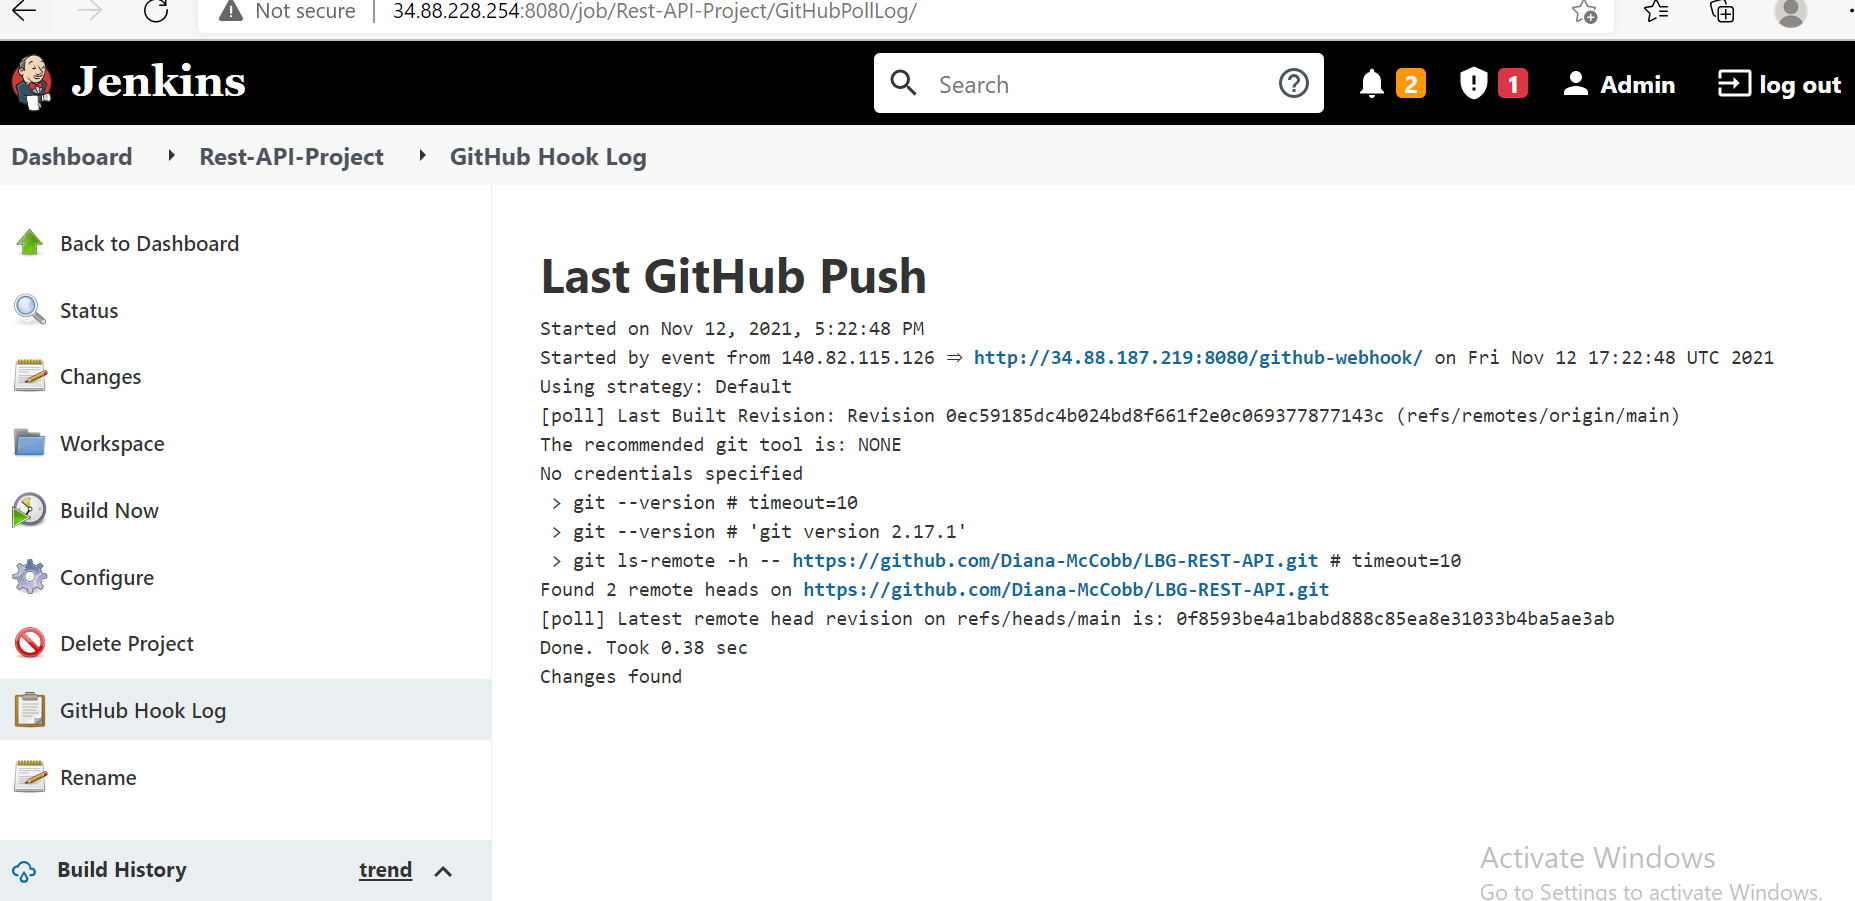 Not secure | 34.88.228.254:8080/job/Rest-API-Project/GitHubPollLog/
Jenkins
Search
2
1
Admin
log out
Dashboard
Rest-API-Project
GitHub Hook Log
Back to Dashboard
Status
Changes
Workspace
Build Now
Configure
Delete Project
GitHub Hook Log
Rename
Build History
trend
Last GitHub Push
Started on Nov 12, 2021, 5:22:48 PM
Started by event from 140.82.115.126 ⇒ http://34.88.187.219:8080/github-webhook/ on Fri Nov 12 17:22:48 UTC 2021
Using strategy: Default
[poll] Last Built Revision: Revision 0ec59185dc4b024bd8f661f2e0c069377877143c (refs/remotes/origin/main)
The recommended git tool is: NONE
No credentials specified
 > git --version # timeout=10
 > git --version # 'git version 2.17.1'
 > git ls-remote -h -- https://github.com/Diana-McCobb/LBG-REST-API.git # timeout=10
Found 2 remote heads on https://github.com/Diana-McCobb/LBG-REST-API.git
[poll] Latest remote head revision on refs/heads/main is: 0f8593be4a1babd888c85ea8e31033b4ba5ae3ab
Done. Took 0.38 sec
Changes found
Activate Windows
Go to Settings to activate Windows.